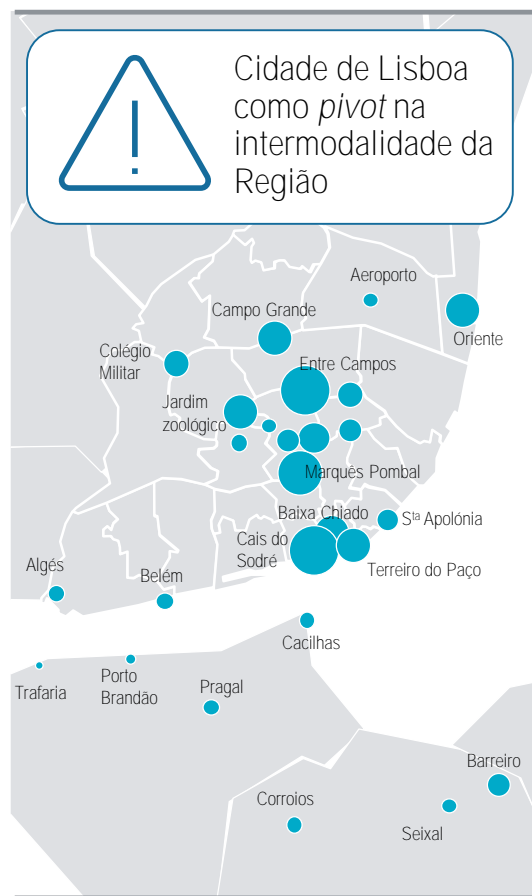 Cidade de Lisboa
como pivot na
intermodalidade da
Região
Aeroporto
Campo Grande
Oriente
Colégio
Militar
Entre Campos
Jardim
zoológico
Marquês Pombal
Baixa Chiado
Sta Apolónia
Cais do
Sodré
Terreiro do Paço
Algés
Belém
Cacilhas
Trafaria
Porto
Brandão
Pragal
Barreiro
Corroios
Seixal